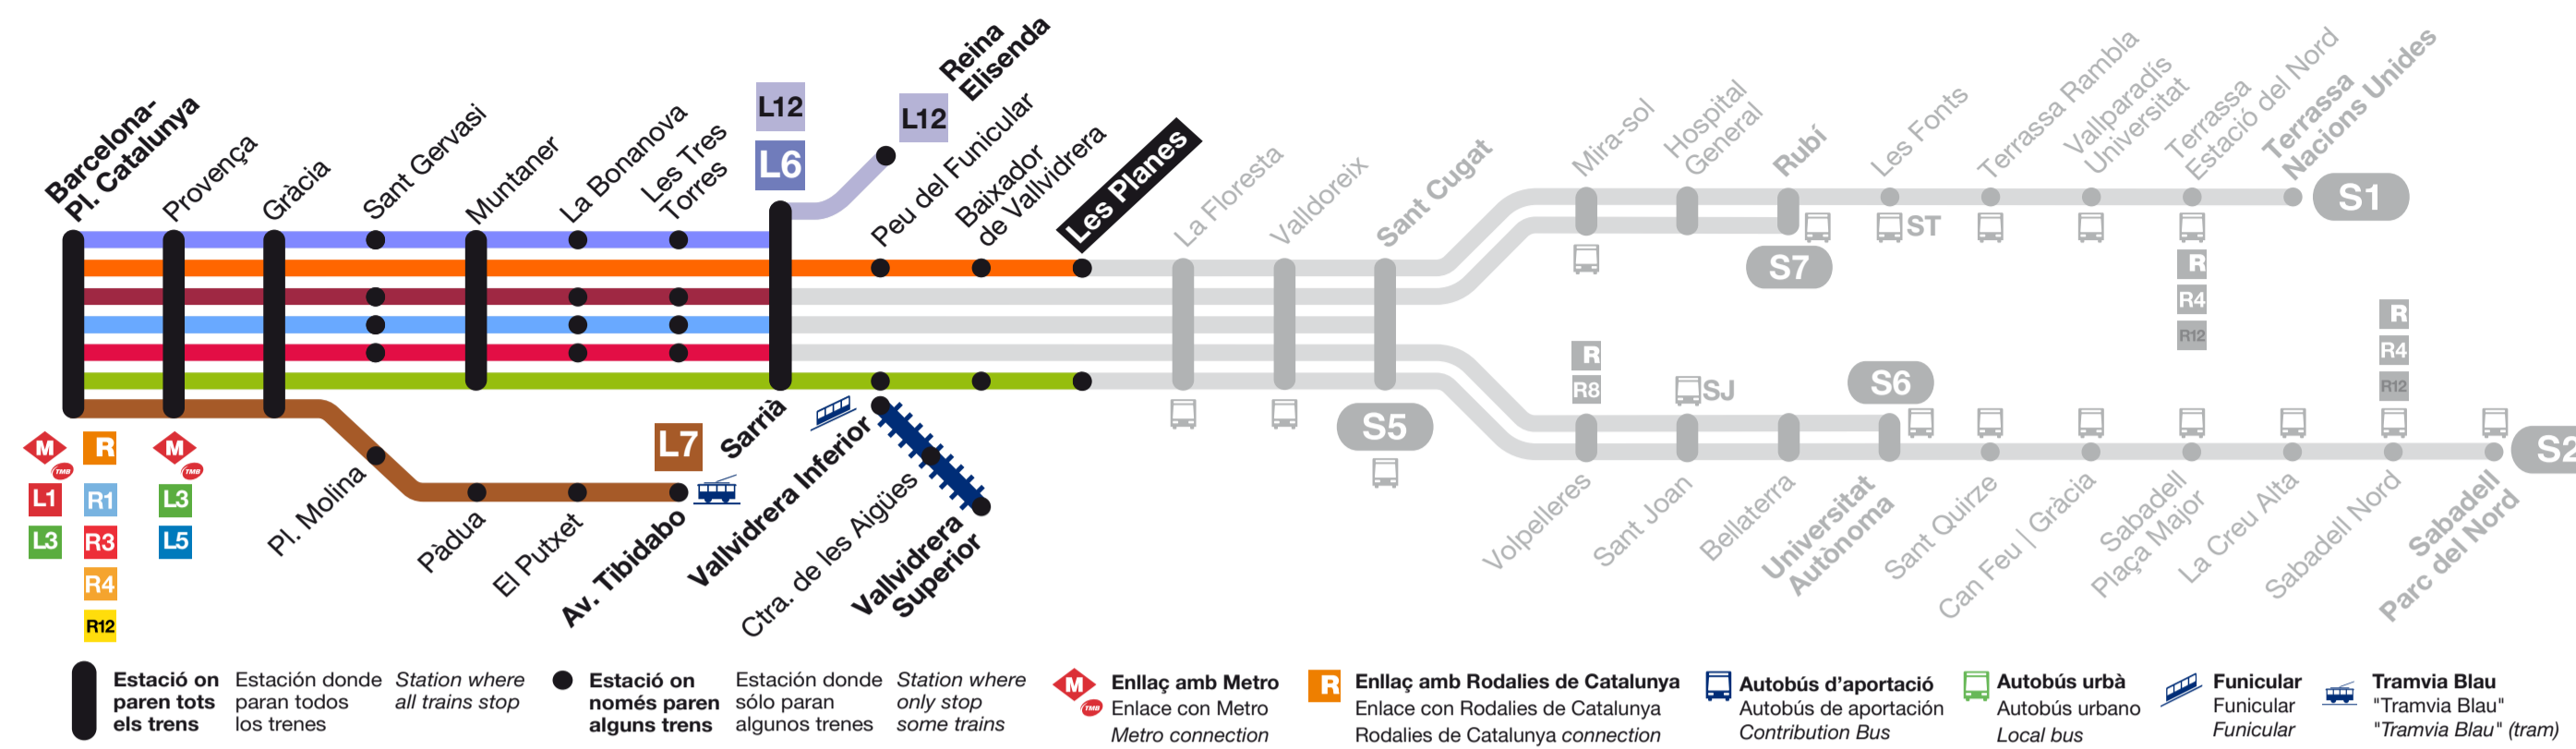 Barcelona-
Pl. Catalunya
Provença
Gràcia
Sant Gervasi
Muntaner
La Bonanova
Les Tres
Torres
L12
L6
L12
Reina
Elisenda
Peu del Funicular
Baixador
de Vallvidrera
Les Planes
La Floresta
Valldoreix
Sant Cugat
Mira-sol
Hospital
General
Rubí
Les Fonts
Terrassa Rambla
Vallparadís
Universitat
Terrassa
Estació del Nord
Terrassa
Nacions Unides
S1
ST
S7
R
R4
R12
R
R4
R12
R
R8
SJ
S6
S5
S2
M
TMB
L1
L3
R
R1
R3
R4
R12
M
TMB
L3
L5
Pl. Molina
Pàdua
El Putxet
L7
Av. Tibidabo
Sarrià
Vallvidrera Inferior
Ctra. de les Aigües
Vallvidrera
Superior
Volpelleres
Sant Joan
Bellaterra
Universitat
Autònoma
Sant Quirze
Can Feu | Gràcia
Sabadell
Plaça Major
La Creu Alta
Sabadell Nord
Sabadell
Parc del Nord
Estació on
paren tots
els trens
Estación donde
paran todos
los trenes
Station where
all trains stop
Estació on
només paren
alguns trens
Estación donde
sólo paran
algunos trenes
Station where
only stop
some trains
M
TMB
Enllaç amb Metro
Enlace con Metro
Metro connection
R
Enllaç amb Rodalies de Catalunya
Enlace con Rodalies de Catalunya
Rodalies de Catalunya connection
Autobús d'aportació
Autobús de aportación
Contribution Bus
Autobús urbà
Autobús urbano
Local bus
Funicular
Funicular
Funicular
Tramvia Blau
"Tramvia Blau"
"Tramvia Blau" (tram)